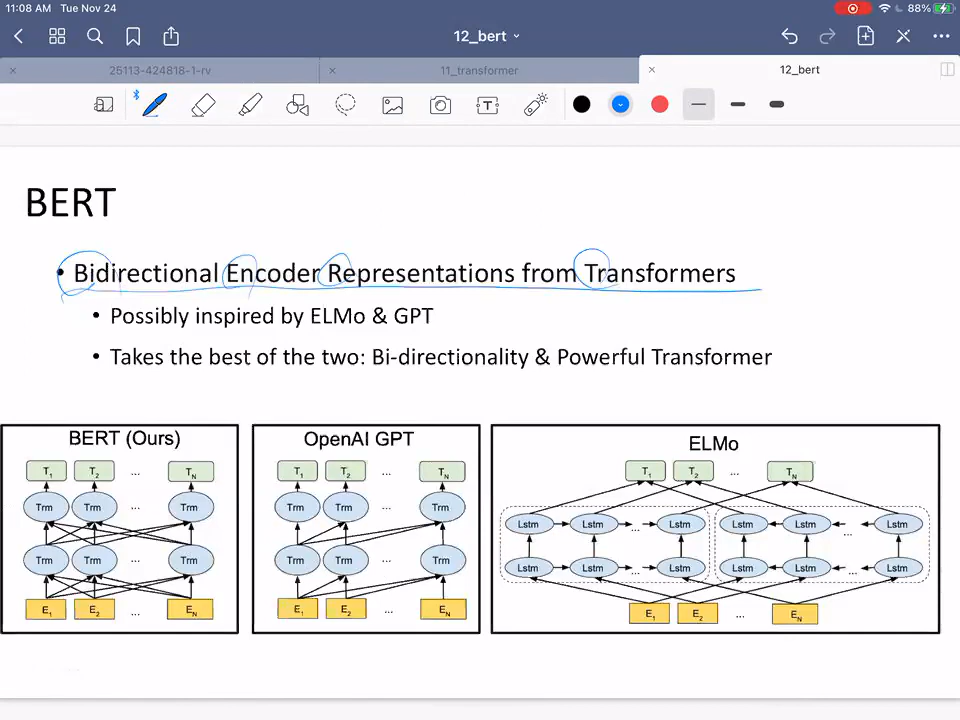 11:08 AM Tue Nov 24
88%
12_bert
25113-424818-1-rv
11_transformer
12_bert
BERT
• Bidirectional Encoder Representations from Transformers
• Possibly inspired by ELMo & GPT
• Takes the best of the two: Bi-directionality & Powerful Transformer
BERT (Ours)
T1 T2 ... TN
Trm Trm ... Trm
Trm Trm ... Trm
E1 E2 ... EN
OpenAI GPT
T1 T2 ... TN
Trm Trm ... Trm
Trm Trm ... Trm
E1 E2 ... EN
ELMo
T1 T2 ... TN
Lstm Lstm ... Lstm Lstm Lstm ... Lstm
Lstm Lstm ... Lstm Lstm Lstm ... Lstm
E1 E2 ... EN